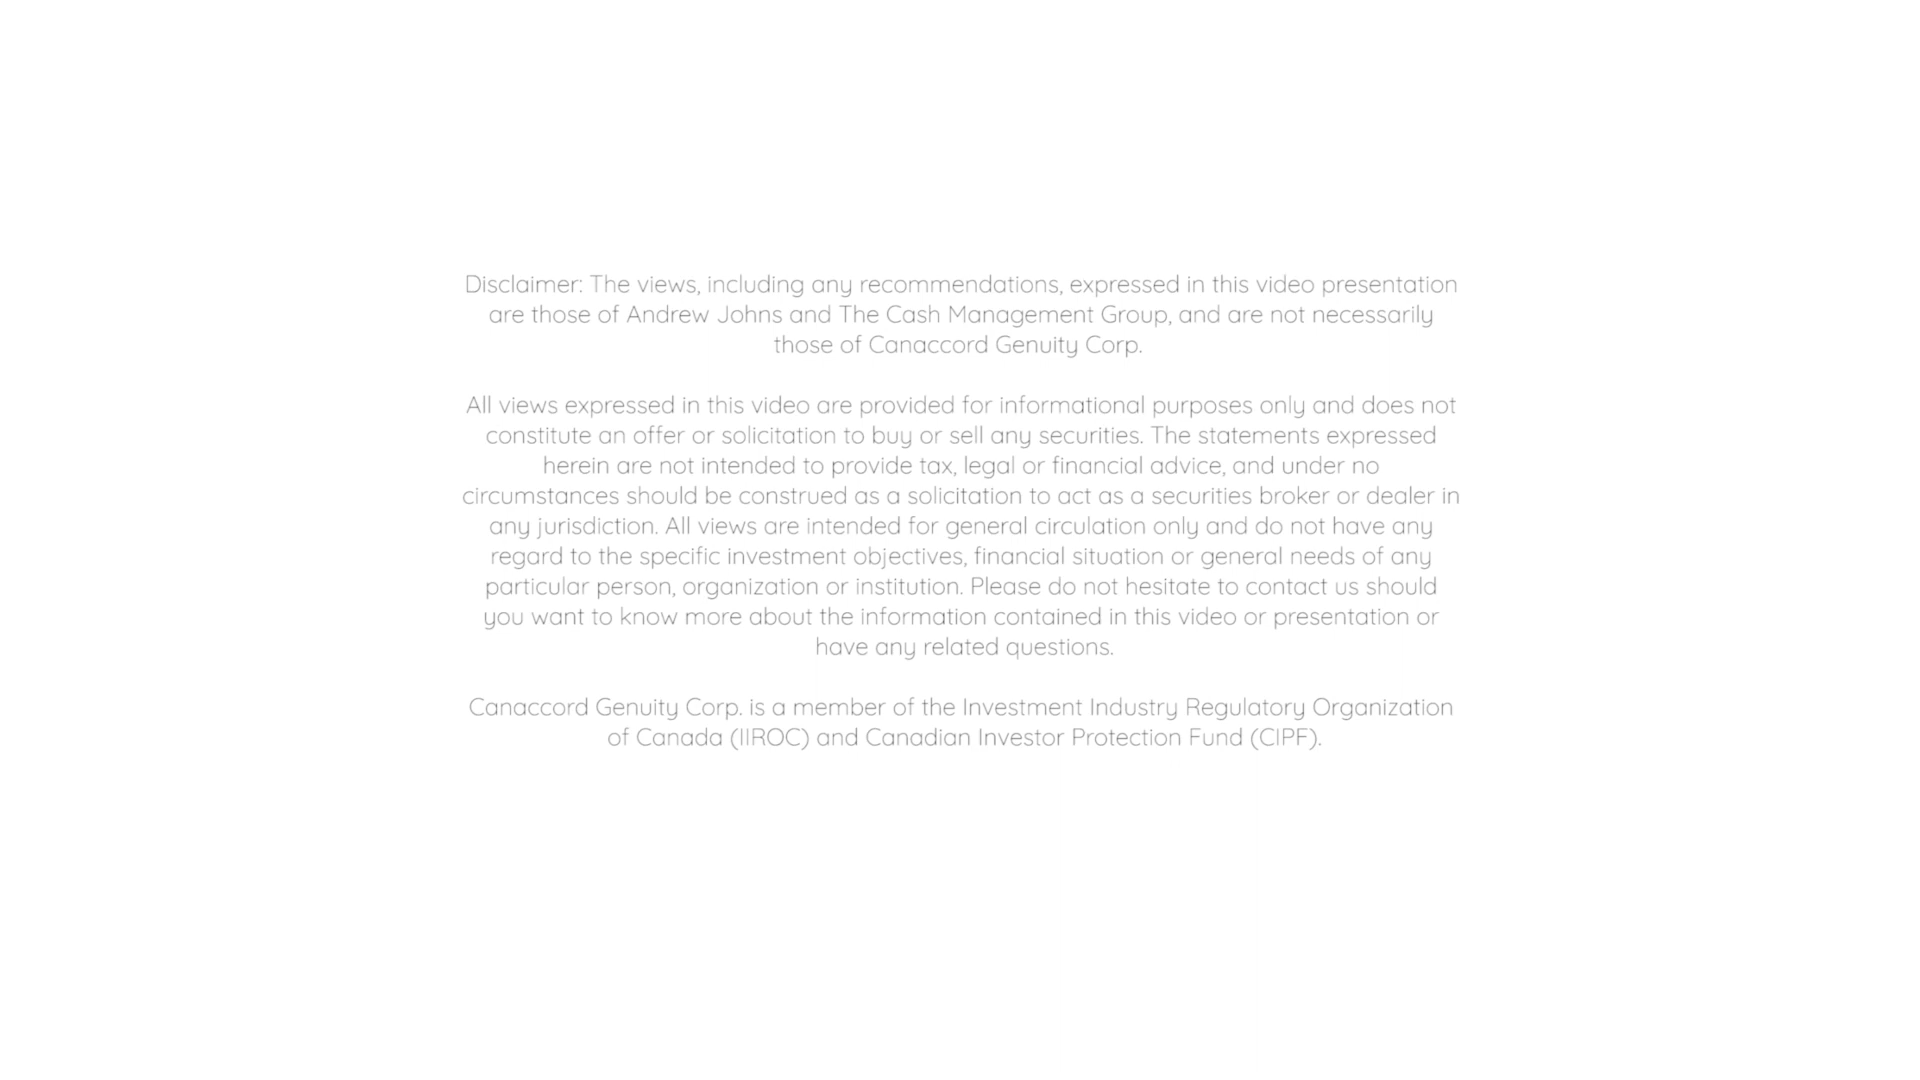 Disclaimer: The views, including any recommendations, expressed in this video presentation
are those of Andrew Johns and The Cash Management Group, and are not necessarily
those of Canaccord Genuity Corp.
All views expressed in this video are provided for informational purposes only and does not
constitute an offer or solicitation to buy or sell any securities. The statements expressed
herein are not intended to provide tax, legal or financial advice, and under no
circumstances should be construed as a solicitation to act as a securities broker or dealer in
any jurisdiction. All views are intended for general circulation only and do not have any
regard to the specific investment objectives, financial situation or general needs of any
particular person, organization or institution. Please do not hesitate to contact us should
you want to know more about the information contained in this video or presentation or
have any related questions.
Canaccord Genuity Corp. is a member of the Investment Industry Regulatory Organization
of Canada (IIROC) and Canadian Investor Protection Fund (CIPF).